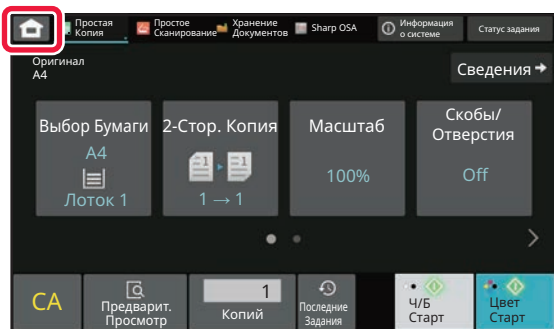 Простая
Копия
Простое
Сканирование
Хранение
Документов
Sharp OSA
Информация
о системе
Статус задания
Оригинал
A4
Сведения
Выбор Бумаги
A4
Лоток 1
2-Стор. Копия
1
1
1 → 1
Масштаб
100%
Скобы/
Отверстия
Off
CA
Предварит.
Просмотр
1
Копий
Последние
Задания
Ч/Б
Старт
Цвет
Старт